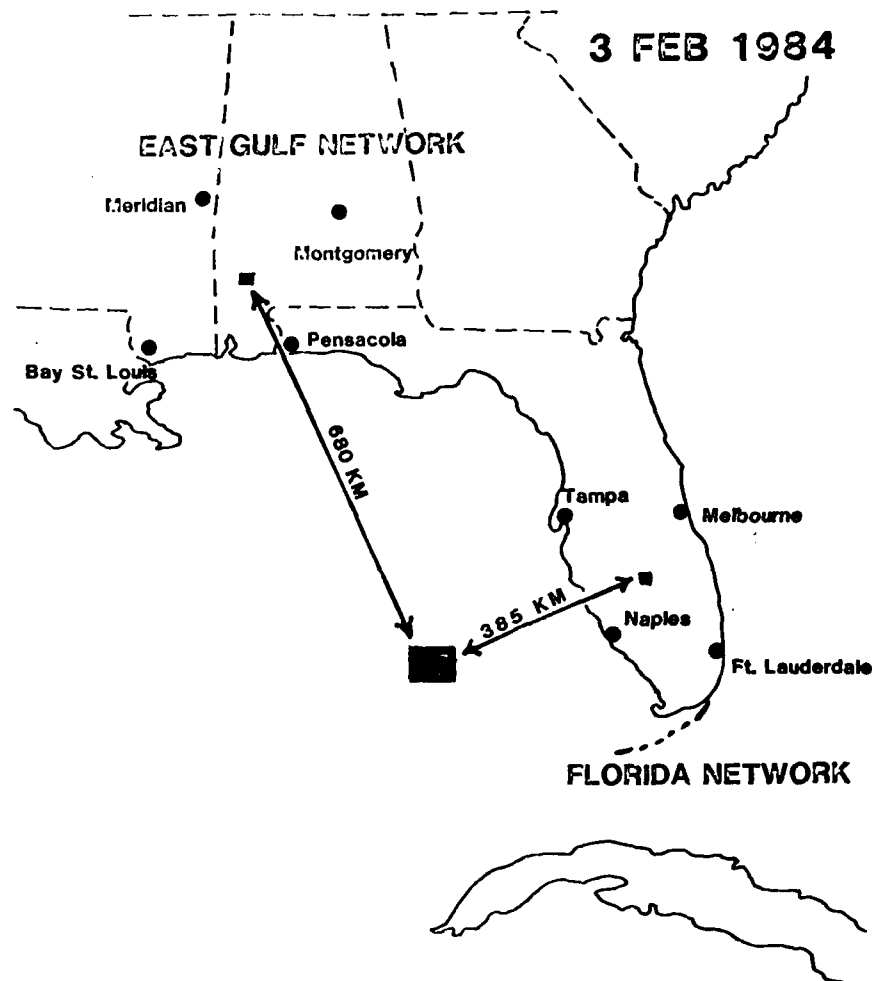 3 FEB 1984
EAST GULF NETWORK
Meridian
Montgomery
Pensacola
Bay St. Louis
680 KM
Tampa
Melbourne
385 KM
Naples
Ft. Lauderdale
FLORIDA NETWORK